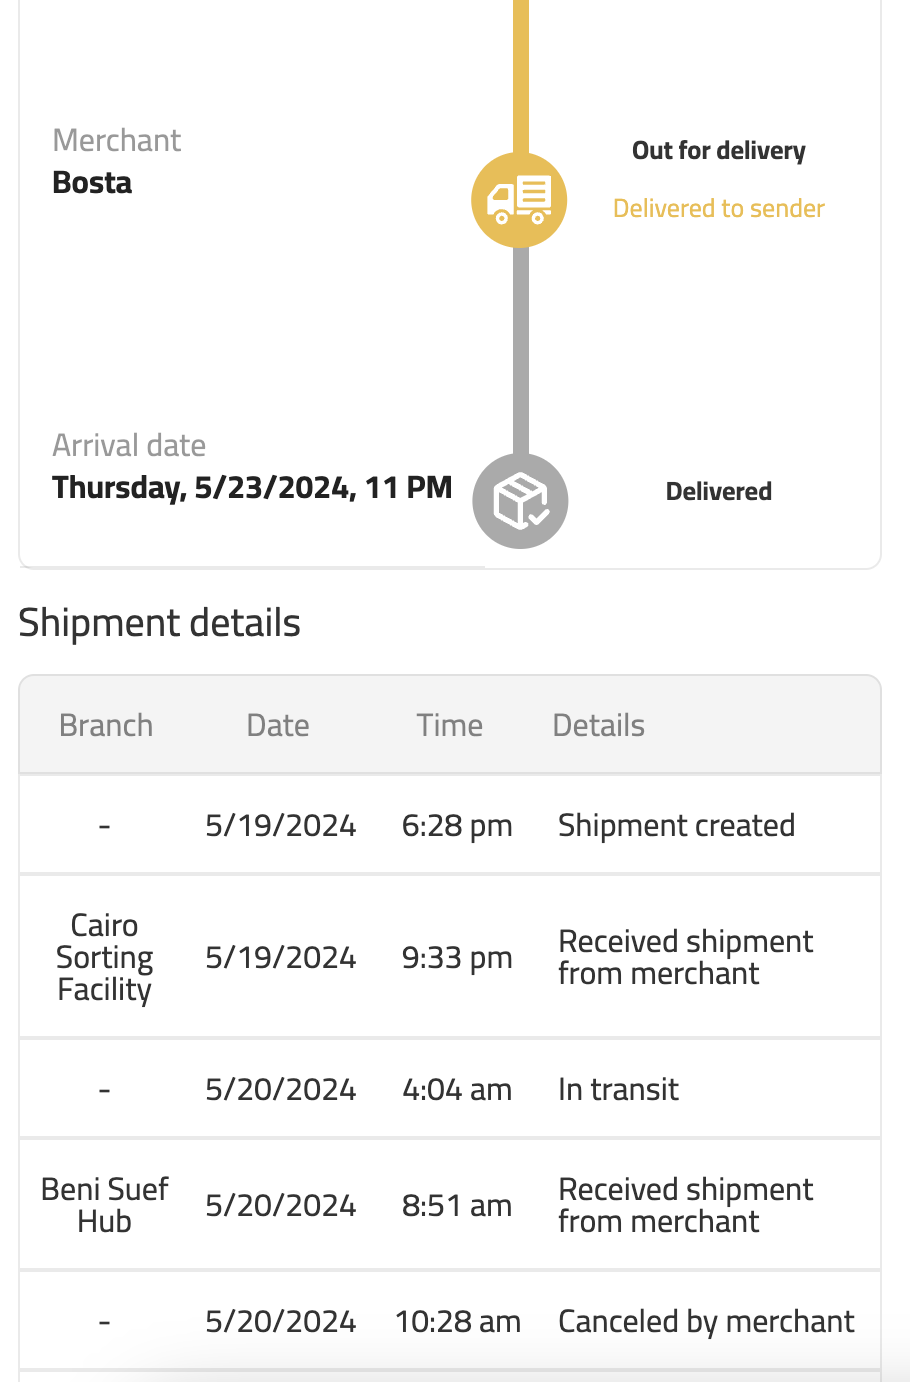 Merchant
Bosta
Out for delivery
Delivered to sender
Arrival date
Thursday, 5/23/2024, 11 PM
Delivered
Shipment details
Branch Date Time Details
- 5/19/2024 6:28 pm Shipment created
Cairo
Sorting
Facility
5/19/2024 9:33 pm
Received shipment
from merchant
- 5/20/2024 4:04 am In transit
Beni Suef
Hub
5/20/2024 8:51 am
Received shipment
from merchant
- 5/20/2024 10:28 am Canceled by merchant